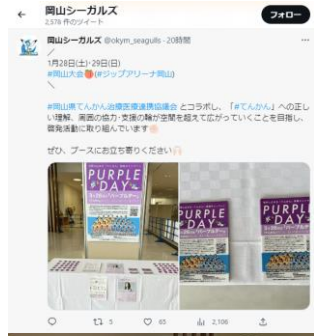 岡山シーガルズ
2,578 件のツイート
フォロー
岡山シーガルズ @okym_seagulls · 20時間
／
1月28日(土)・29日(日)
#岡山大会(#ジップアリーナ岡山)
＼
#岡山県てんかん治療医療連携協議会 とコラボし、「#てんかん」への正し
い理解、周囲の協力・支援の輪が空間を超えて広がっていくことを目指し、
啓発活動に取り組んでいます
ぜひ、ブースにお立ち寄りください
PURPLE
DAY
PURPLE
DAY
PURPLE
DAY
5
65
2,106